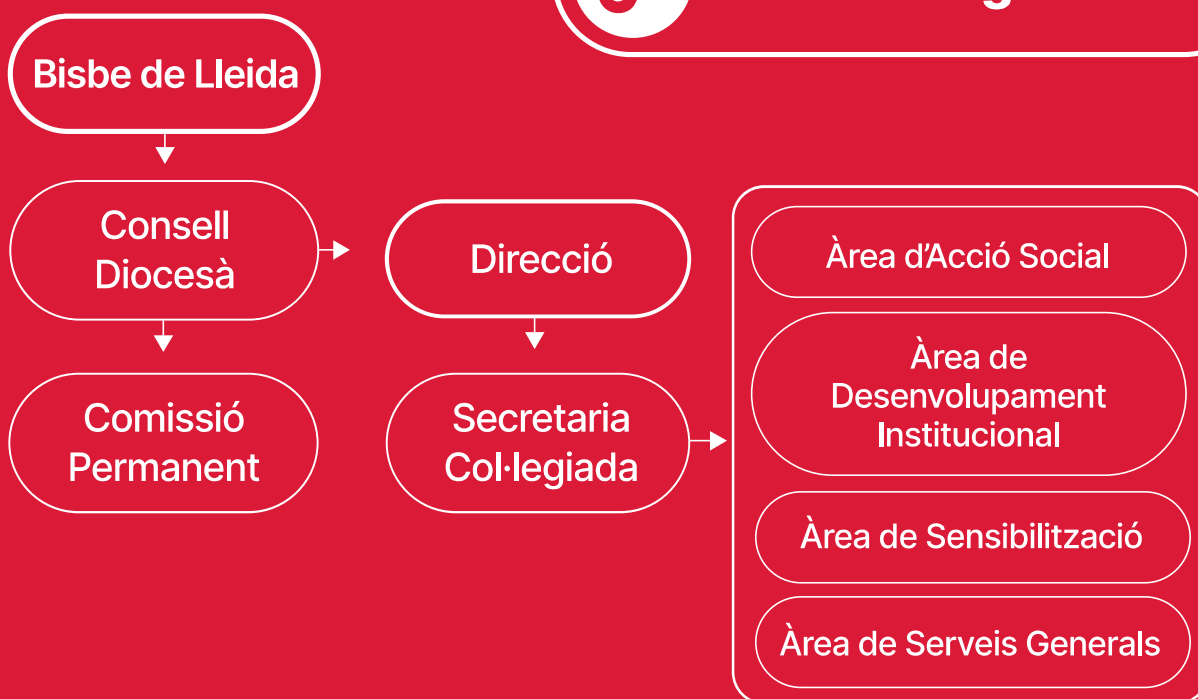 Bisbe de Lleida
Consell
Diocesà
Direcció
Comissió
Permanent
Secretaria
Col·legiada
Àrea d'Acció Social
Àrea de
Desenvolupament
Institucional
Àrea de Sensibilització
Àrea de Serveis Generals